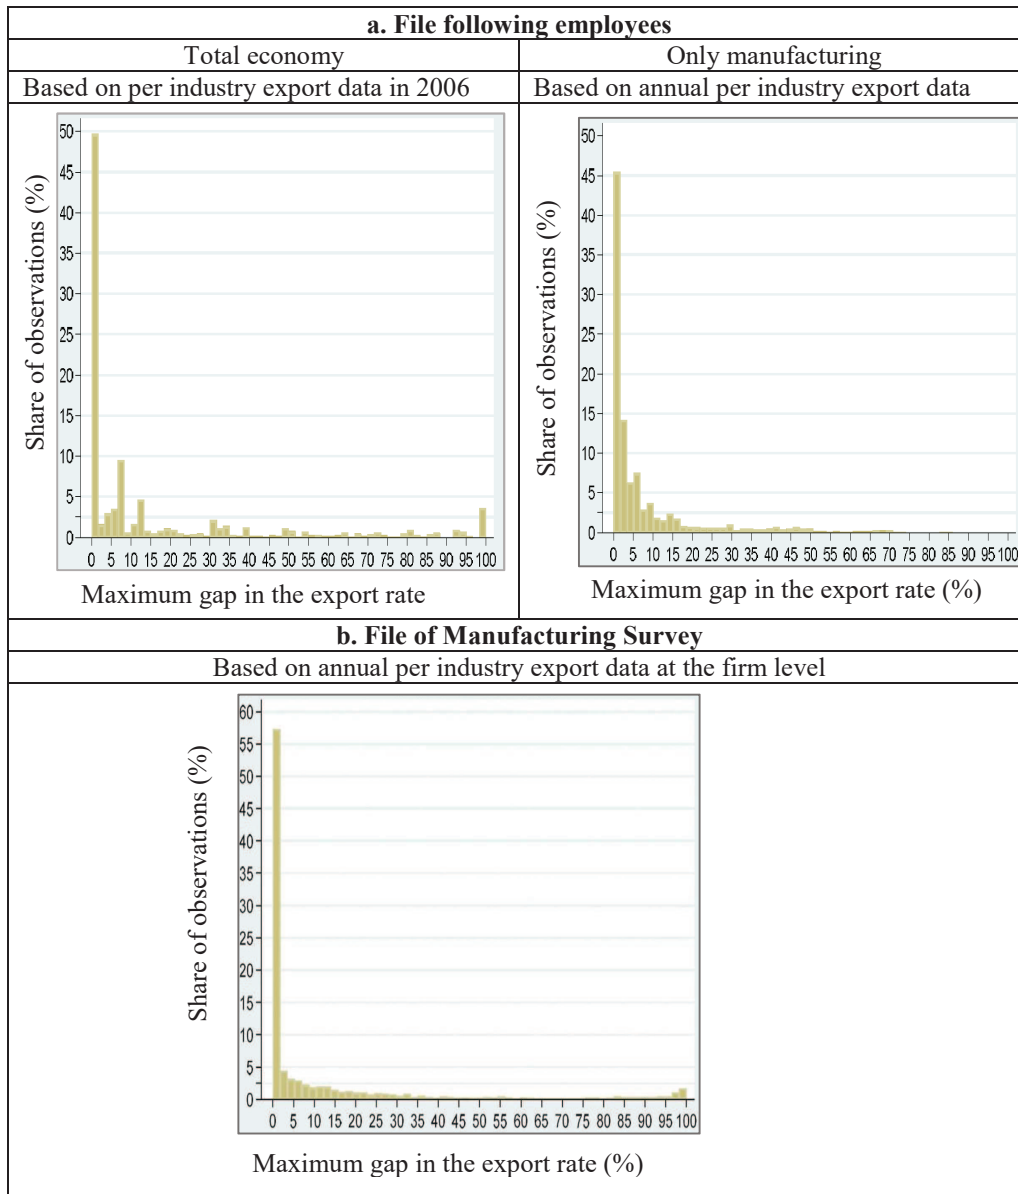 a. File following employees
Total economy
Only manufacturing
Based on per industry export data in 2006
Based on annual per industry export data
Share of observations (%)
50
45
40
35
30
25
20
15
10
5
0
0 5 10 15 20 25 30 35 40 45 50 55 60 65 70 75 80 85 90 95 100
Maximum gap in the export rate
Share of observations (%)
50
45
40
35
30
25
20
15
10
5
0
0 5 10 15 20 25 30 35 40 45 50 55 60 65 70 75 80 85 90 95 100
Maximum gap in the export rate (%)
b. File of Manufacturing Survey
Based on annual per industry export data at the firm level
Share of observations (%)
60
55
50
45
40
35
30
25
20
15
10
5
0
0 5 10 15 20 25 30 35 40 45 50 55 60 65 70 75 80 85 90 95 100
Maximum gap in the export rate (%)